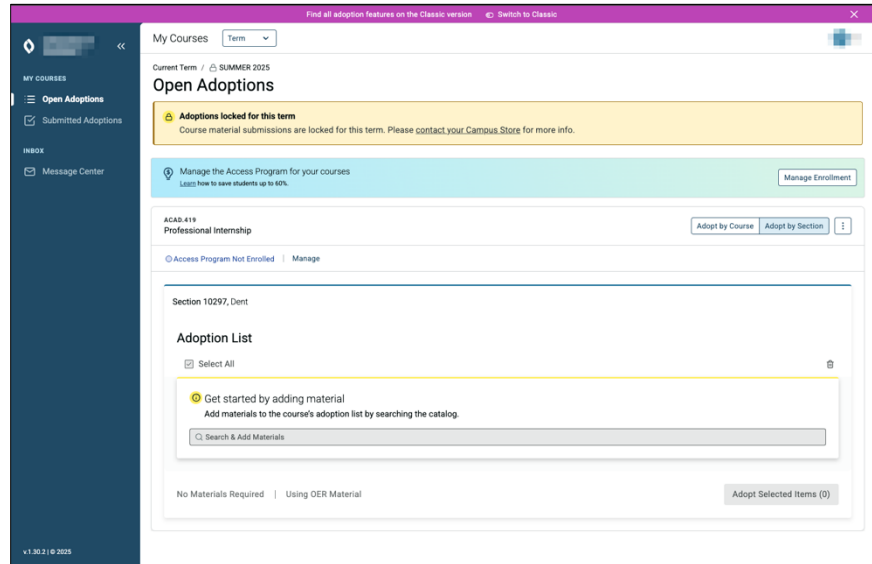 Find all adoption features on the Classic version Switch to Classic
My Courses Term
MY COURSES
Open Adoptions
Submitted Adoptions
INBOX
Message Center
v.1.30.2 | © 2025
Current Term / SUMMER 2025
Open Adoptions
Adoptions locked for this term
Course material submissions are locked for this term. Please contact your Campus Store for more info.
Manage the Access Program for your courses
Learn how to save students up to 60%.
Manage Enrollment
ACAD.419
Professional Internship
Adopt by Course Adopt by Section
Access Program Not Enrolled | Manage
Section 10297, Dent
Adoption List
Select All
Get started by adding material
Add materials to the course's adoption list by searching the catalog.
Search & Add Materials
No Materials Required | Using OER Material
Adopt Selected Items (0)